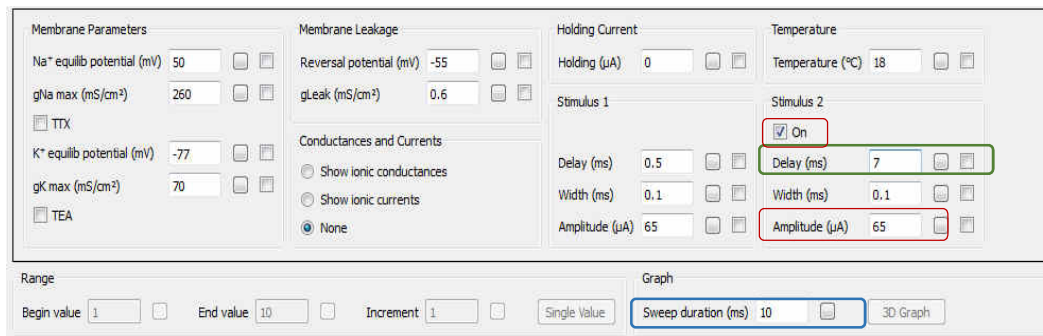 Membrane Parameters
Na⁺ equilib potential (mV) 50
gNa max (mS/cm²) 260
TTX
K⁺ equilib potential (mV) -77
gK max (mS/cm²) 70
TEA
Membrane Leakage
Reversal potential (mV) -55
gLeak (mS/cm²) 0.6
Conductances and Currents
Show ionic conductances
Show ionic currents
None
Holding Current
Holding (µA) 0
Stimulus 1
Delay (ms) 0.5
Width (ms) 0.1
Amplitude (µA) 65
Temperature
Temperature (°C) 18
Stimulus 2
On
Delay (ms) 7
Width (ms) 0.1
Amplitude (µA) 65
Range
Begin value 1 End value 10 Increment 1 Single Value
Graph
Sweep duration (ms) 10 3D Graph